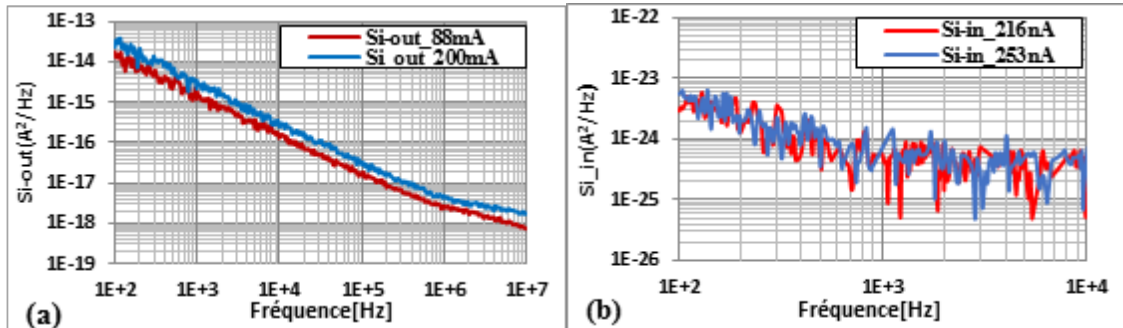 1E-13
1E-14
1E-15
1E-16
1E-17
1E-18
1E-19
Si-out(A²/Hz)
Si-out_88mA
Si_out_200mA
1E+2 1E+3 1E+4 1E+5 1E+6 1E+7
Fréquence[Hz]
(a)
1E-22
1E-23
1E-24
1E-25
1E-26
Si_in(A²/Hz)
Si-in_216nA
Si-in_253nA
1E+2 1E+3 1E+4
Fréquence[Hz]
(b)